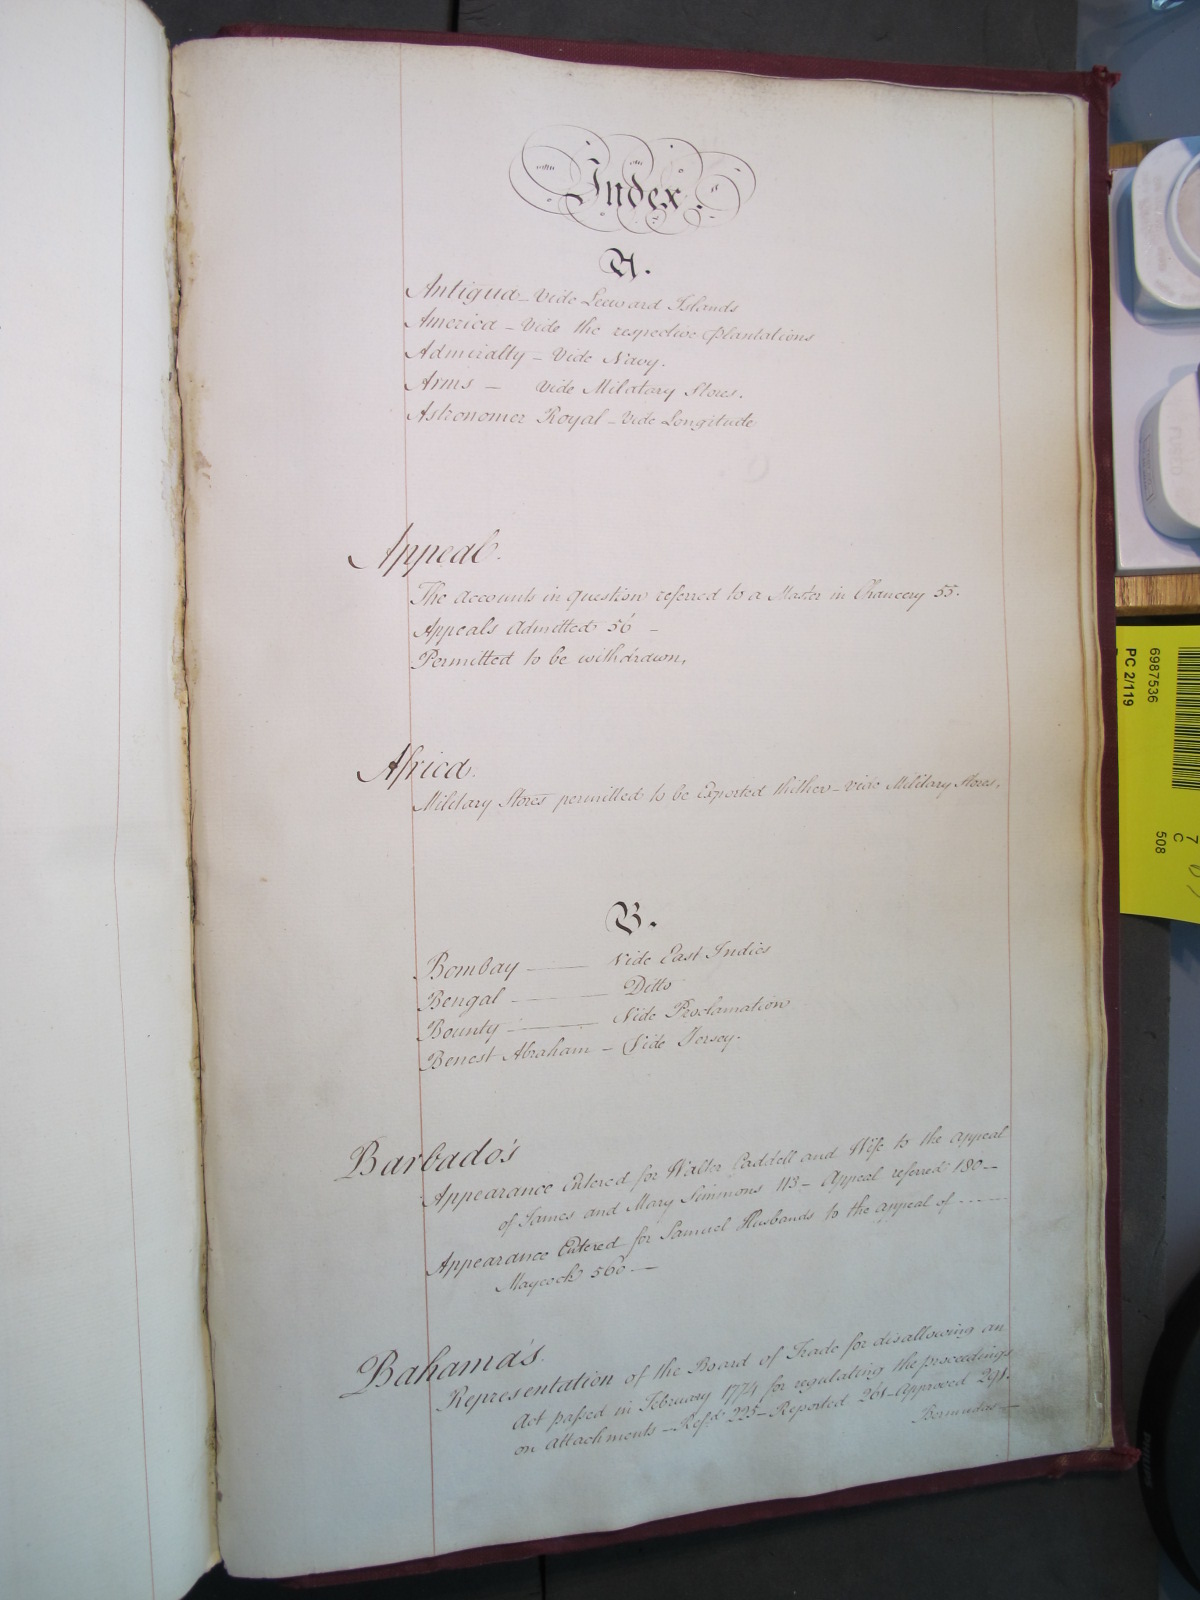 Index.
A.
Antigua - Vide Leeward Islands
America - Vide the respective Plantations
Admiralty - Vide Navy.
Arms - Vide Military Stores.
Astronomer Royal - Vide Longitude
Appeals.
The Accounts in question referred to a Master in Chancery 55.
Appeals Admitted 56 -
Permitted to be withdrawn,
Africa.
Military Stores permitted to be Exported thither - vide Military Stores.
B.
Bombay —— Vide East Indies
Bengal —— Ditto
Bounty —— Vide Proclamation
Benest Abraham - Vide Jersey.
Barbado's
Appearance Entered for Walter Caddell and Wife to the Appeal
of James and Mary Simmons 113 - Appeal referred 180 -
Appearance Entered for Samuel Husbands to the appeal of -----
Maycock 560. -
Bahama's.
Representation of the Board of Trade for disallowing an
Act passed in February 1774 for regulating the proceedings
on Attachments - Refd. 225 - Reported 261 - Approved 291.
Bermudas -
6987536
PC 2/119
7
C
508